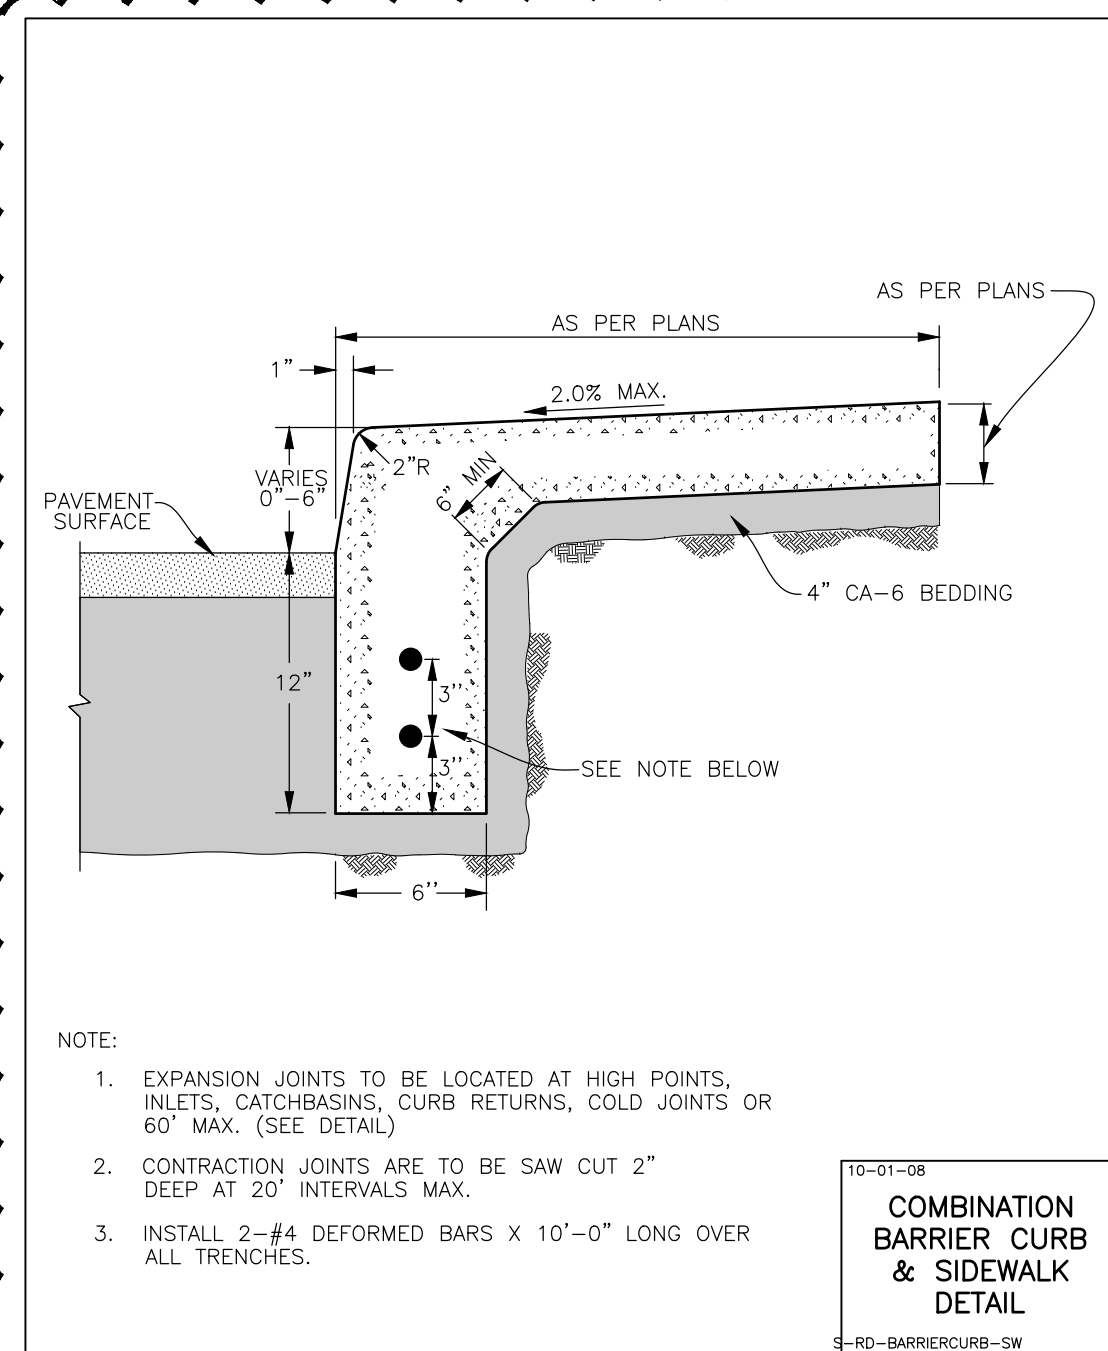 AS PER PLANS
AS PER PLANS
1”
2.0% MAX.
2”R
6” MIN
VARIES
0”-6”
PAVEMENT
SURFACE
4” CA-6 BEDDING
12”
3’’
3’’
SEE NOTE BELOW
6’’
NOTE:
1. EXPANSION JOINTS TO BE LOCATED AT HIGH POINTS,
INLETS, CATCHBASINS, CURB RETURNS, COLD JOINTS OR
60’ MAX. (SEE DETAIL)
2. CONTRACTION JOINTS ARE TO BE SAW CUT 2”
DEEP AT 20’ INTERVALS MAX.
3. INSTALL 2-#4 DEFORMED BARS X 10’-0” LONG OVER
ALL TRENCHES.
10-01-08
COMBINATION
BARRIER CURB
& SIDEWALK
DETAIL
S-RD-BARRIERCURB-SW